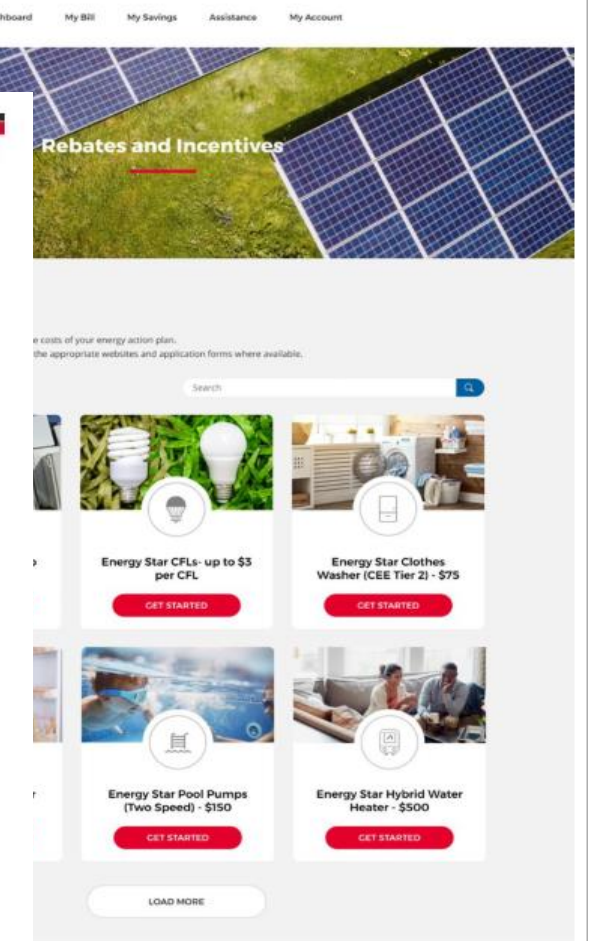 hboard My Bill My Savings Assistance My Account
Rebates and Incentives
e costs of your energy action plan.
the appropriate websites and application forms where available.
Search
Energy Star CFLs- up to $3
per CFL
Energy Star Clothes
Washer (CEE Tier 2) - $75
GET STARTED
GET STARTED
Energy Star Pool Pumps
(Two Speed) - $150
Energy Star Hybrid Water
Heater - $500
GET STARTED
GET STARTED
LOAD MORE